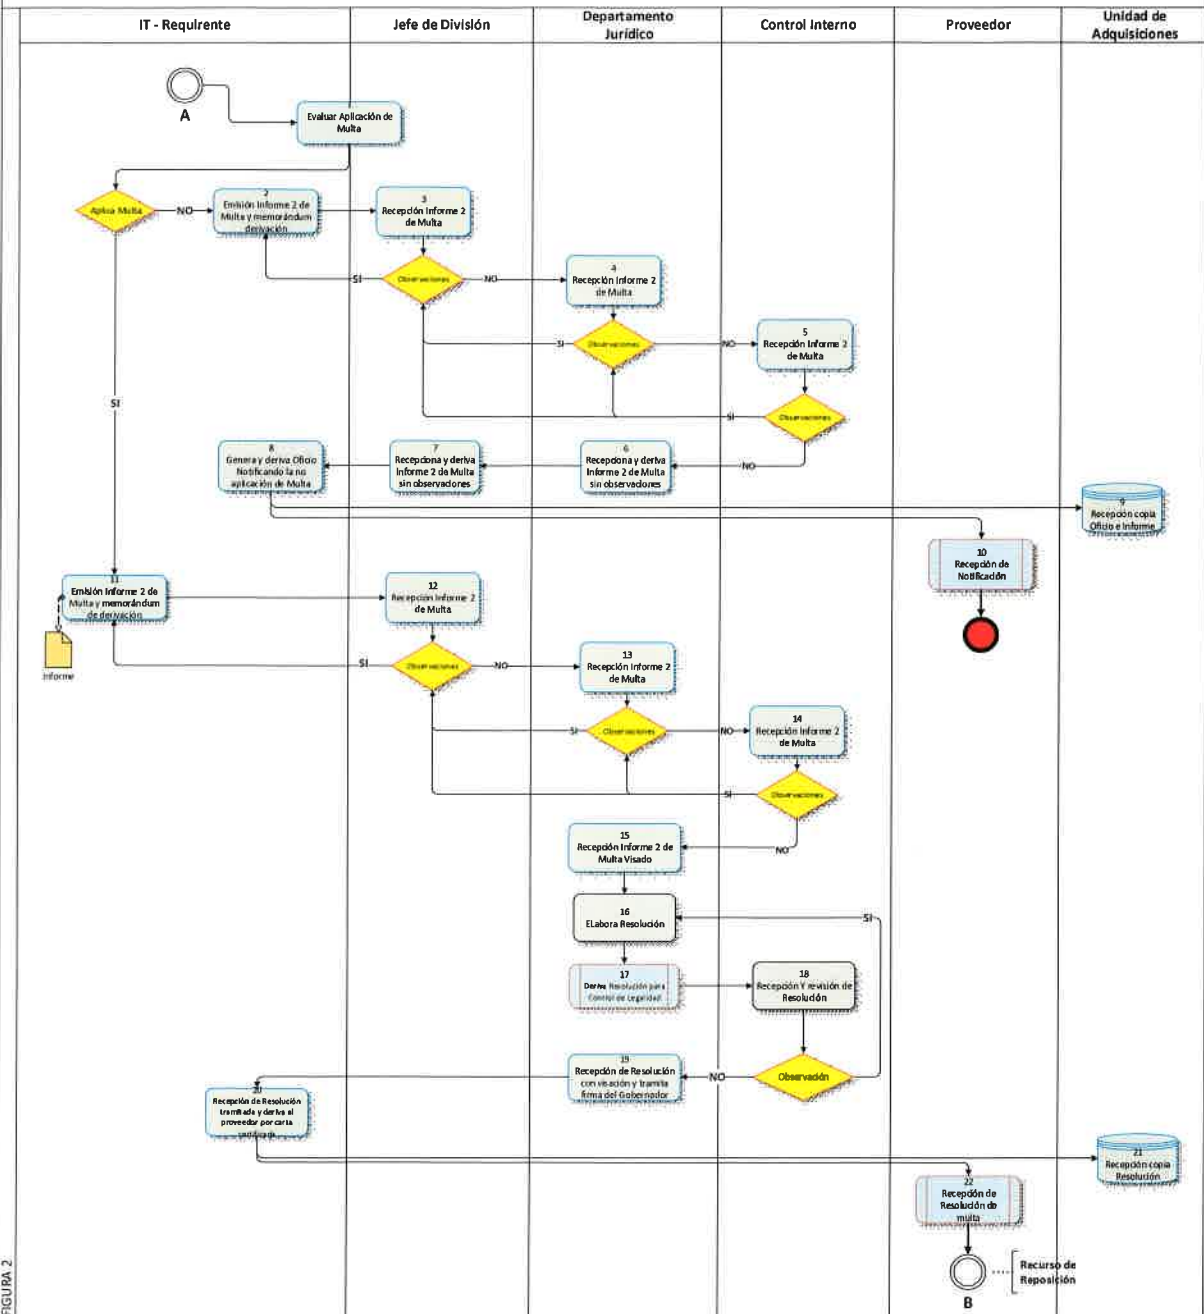 IT - Requirente
Jefe de División
Departamento
Jurídico
Control Interno
Proveedor
Unidad de
Adquisiciones
A
Evaluar Aplicación de
Multa
Aplica Multa
NO
2
Emisión Informe 2 de
Multa y memorándum
derivación
3
Recepción Informe 2
de Multa
Observaciones
SI
NO
4
Recepción Informe 2
de Multa
Observaciones
SI
NO
5
Recepción Informe 2
de Multa
Observaciones
SI
NO
SI
6
Recepciona y deriva
Informe 2 de Multa
sin observaciones
7
Recepciona y deriva
Informe 2 de Multa
sin observaciones
8
Genera y deriva Oficio
Notificando la no
aplicación de Multa
9
Recepción copia
Oficio e Informe
10
Recepción de
Notificación
11
Emisión Informe 2 de
Multa y memorándum
de derivación
Informe
12
Recepción Informe 2
de Multa
Observaciones
SI
NO
13
Recepción Informe 2
de Multa
Observaciones
SI
NO
14
Recepción Informe 2
de Multa
Observaciones
SI
NO
15
Recepción Informe 2 de
Multa Visado
16
ELabora Resolución
SI
17
Deriva Resolución para
Control de Legalidad
18
Recepción Y revisión de
Resolución
Observación
NO
19
Recepción de Resolución
con visación y tramita
firma del Gobernador
20
Recepción de Resolución
tramitada y deriva al
proveedor por carta
certificada
21
Recepción copia
Resolución
22
Recepción de
Resolución de
multa
B
Recurso de
Reposición
FIGURA 2